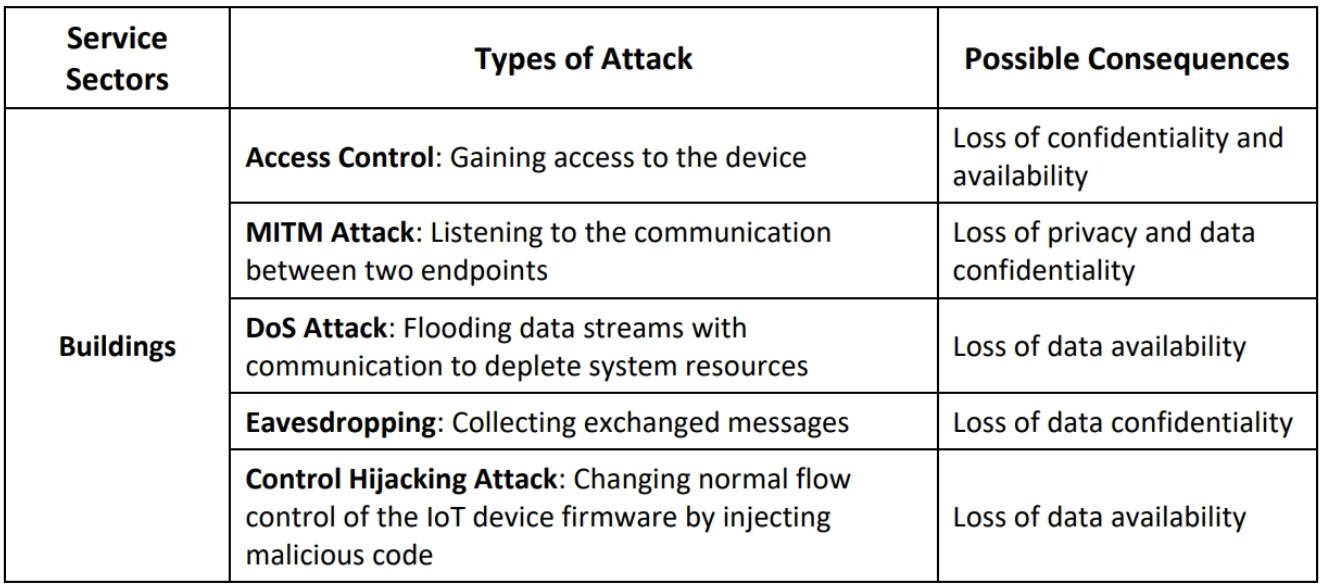 Service
Sectors
Types of Attack
Possible Consequences
Buildings
Access Control: Gaining access to the device
Loss of confidentiality and
availability
MITM Attack: Listening to the communication
between two endpoints
Loss of privacy and data
confidentiality
DoS Attack: Flooding data streams with
communication to deplete system resources
Loss of data availability
Eavesdropping: Collecting exchanged messages
Loss of data confidentiality
Control Hijacking Attack: Changing normal flow
control of the IoT device firmware by injecting
malicious code
Loss of data availability